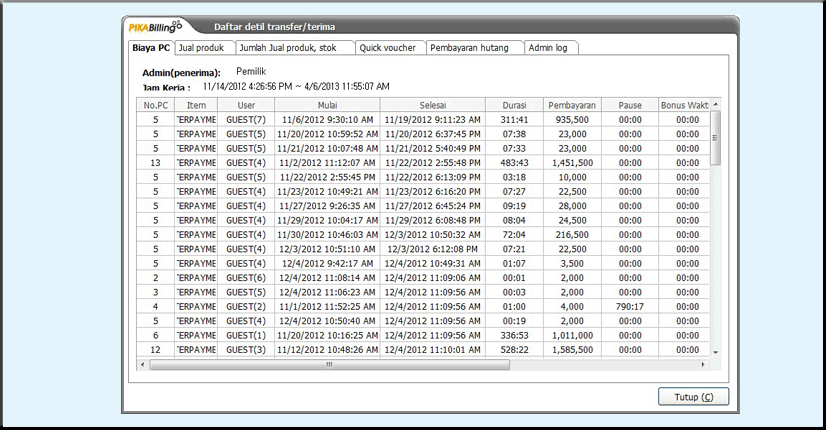 PIKABilling Daftar detil transfer/terima
Biaya PC Jual produk Jumlah Jual produk, stok Quick voucher Pembayaran hutang Admin log
Admin(penerima): Pemilik
Jam Kerja : 11/14/2012 4:26:56 PM ~ 4/6/2013 11:55:07 AM
No.PC Item User Mulai Selesai Durasi Pembayaran Pause Bonus Wakt
5 TERPAYME GUEST(7) 11/6/2012 9:30:10 AM 11/19/2012 9:11:23 AM 311:41 935,500 00:00 00:00
5 TERPAYME GUEST(5) 11/20/2012 10:59:52 AM 11/20/2012 6:37:45 PM 07:38 23,000 00:00 00:00
5 TERPAYME GUEST(5) 11/21/2012 10:07:48 AM 11/21/2012 5:40:49 PM 07:33 23,000 00:00 00:00
13 TERPAYME GUEST(4) 11/2/2012 11:12:07 AM 11/22/2012 2:55:48 PM 483:43 1,451,500 00:00 00:00
5 TERPAYME GUEST(5) 11/22/2012 2:55:45 PM 11/22/2012 6:13:09 PM 03:18 10,000 00:00 00:00
5 TERPAYME GUEST(4) 11/23/2012 10:49:21 AM 11/23/2012 6:16:20 PM 07:27 22,500 00:00 00:00
5 TERPAYME GUEST(4) 11/27/2012 9:26:35 AM 11/27/2012 6:45:24 PM 09:19 28,000 00:00 00:00
5 TERPAYME GUEST(4) 11/29/2012 10:04:17 AM 11/29/2012 6:08:48 PM 08:04 24,500 00:00 00:00
5 TERPAYME GUEST(4) 11/30/2012 10:46:03 AM 12/3/2012 10:50:32 AM 72:04 216,500 00:00 00:00
5 TERPAYME GUEST(4) 12/3/2012 10:51:10 AM 12/3/2012 6:12:08 PM 07:21 22,500 00:00 00:00
5 TERPAYME GUEST(4) 12/4/2012 9:42:17 AM 12/4/2012 10:49:31 AM 01:07 3,500 00:00 00:00
2 TERPAYME GUEST(6) 12/4/2012 11:08:14 AM 12/4/2012 11:09:06 AM 00:01 2,000 00:00 00:00
3 TERPAYME GUEST(5) 12/4/2012 11:06:23 AM 12/4/2012 11:09:56 AM 00:03 2,000 00:00 00:00
4 TERPAYME GUEST(2) 11/1/2012 11:52:25 AM 12/4/2012 11:09:56 AM 01:00 4,000 790:17 00:00
5 TERPAYME GUEST(4) 12/4/2012 10:50:40 AM 12/4/2012 11:09:56 AM 00:19 2,000 00:00 00:00
6 TERPAYME GUEST(1) 11/20/2012 10:16:25 AM 12/4/2012 11:09:56 AM 336:53 1,011,000 00:00 00:00
12 TERPAYME GUEST(3) 11/12/2012 10:48:26 AM 12/4/2012 11:10:01 AM 528:22 1,585,500 00:00 00:00
Tutup (C)